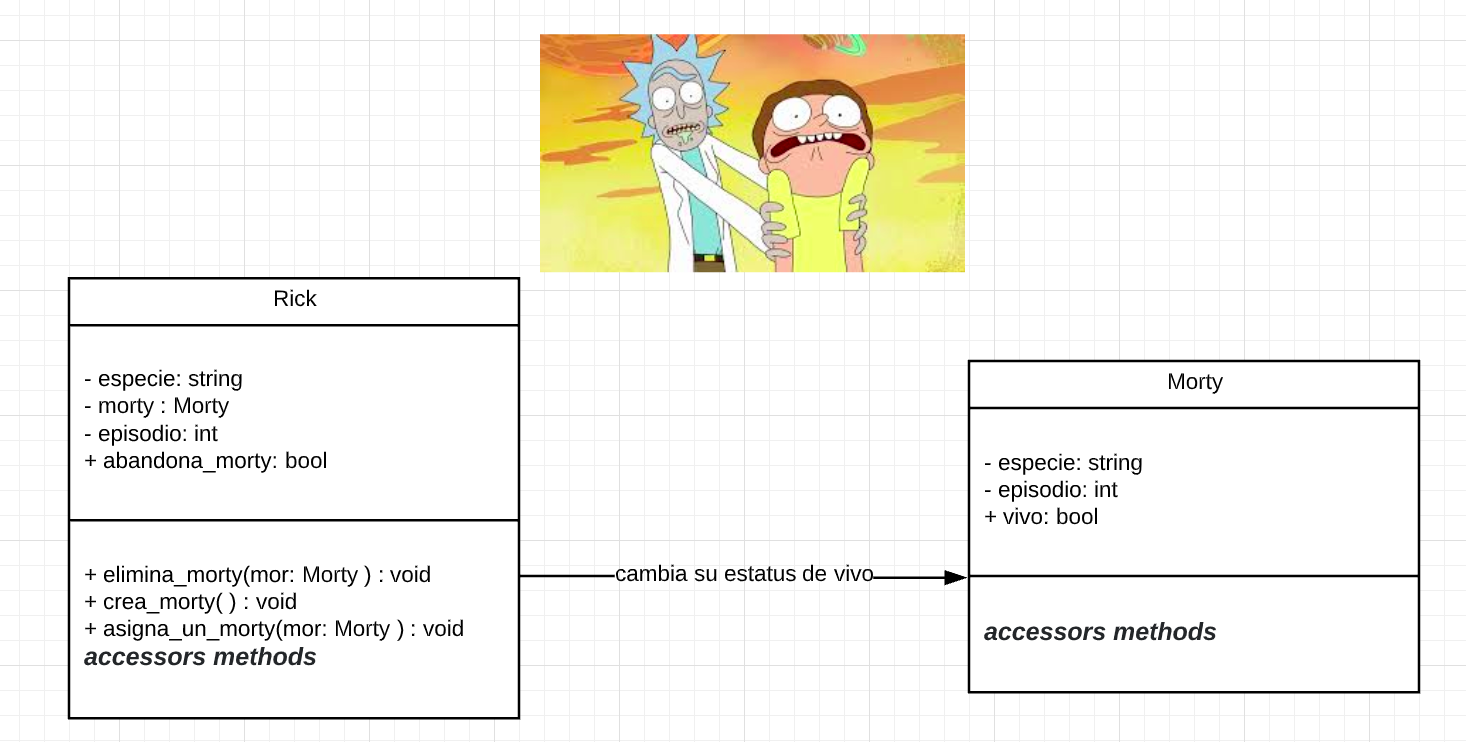 Rick
- especie: string
- morty : Morty
- episodio: int
+ abandona_morty: bool
+ elimina_morty(mor: Morty ) : void
+ crea_morty( ) : void
+ asigna_un_morty(mor: Morty ) : void
accessors methods
cambia su estatus de vivo
Morty
- especie: string
- episodio: int
+ vivo: bool
accessors methods